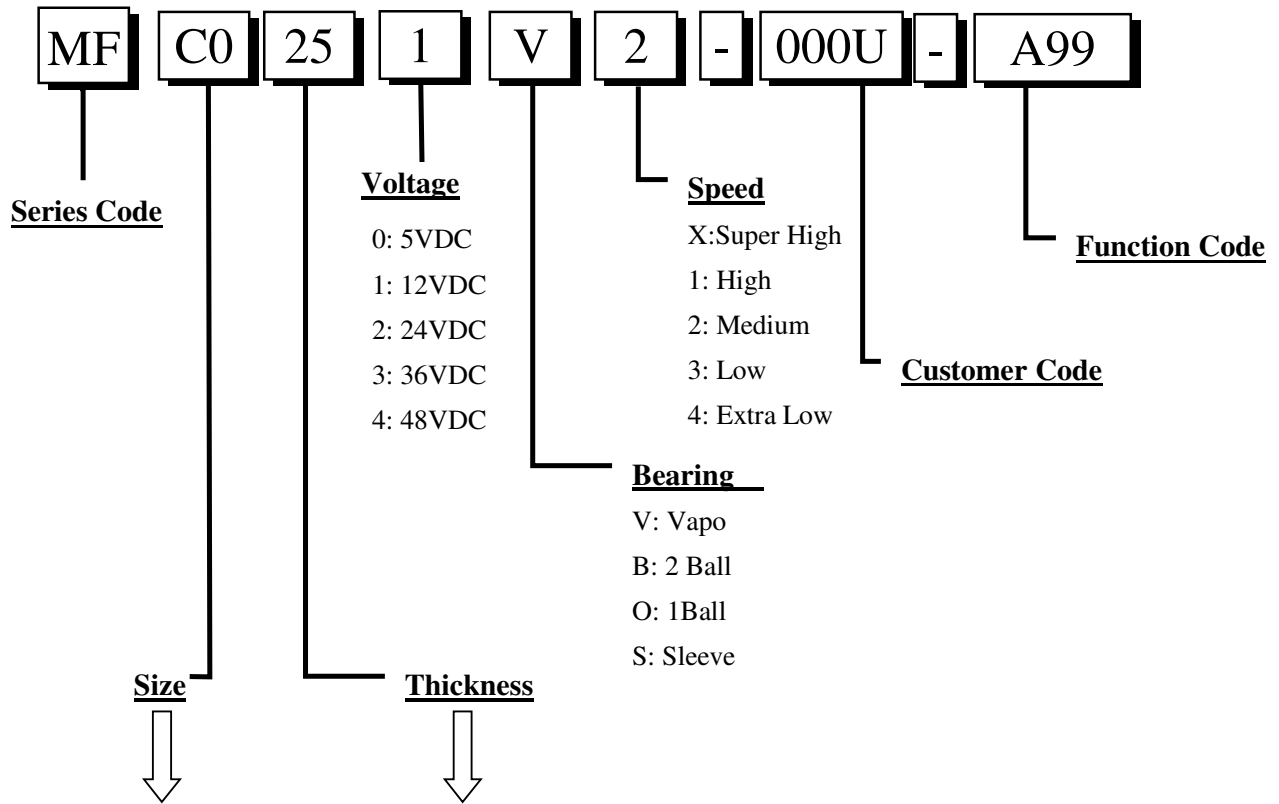 MF C0 25 1 V 2 - 000U - A99
Series Code
Voltage
0: 5VDC
1: 12VDC
2: 24VDC
3: 36VDC
4: 48VDC
Speed
X:Super High
1: High
2: Medium
3: Low
4: Extra Low
Function Code
Customer Code
Bearing
V: Vapo
B: 2 Ball
O: 1Ball
S: Sleeve
Size
Thickness